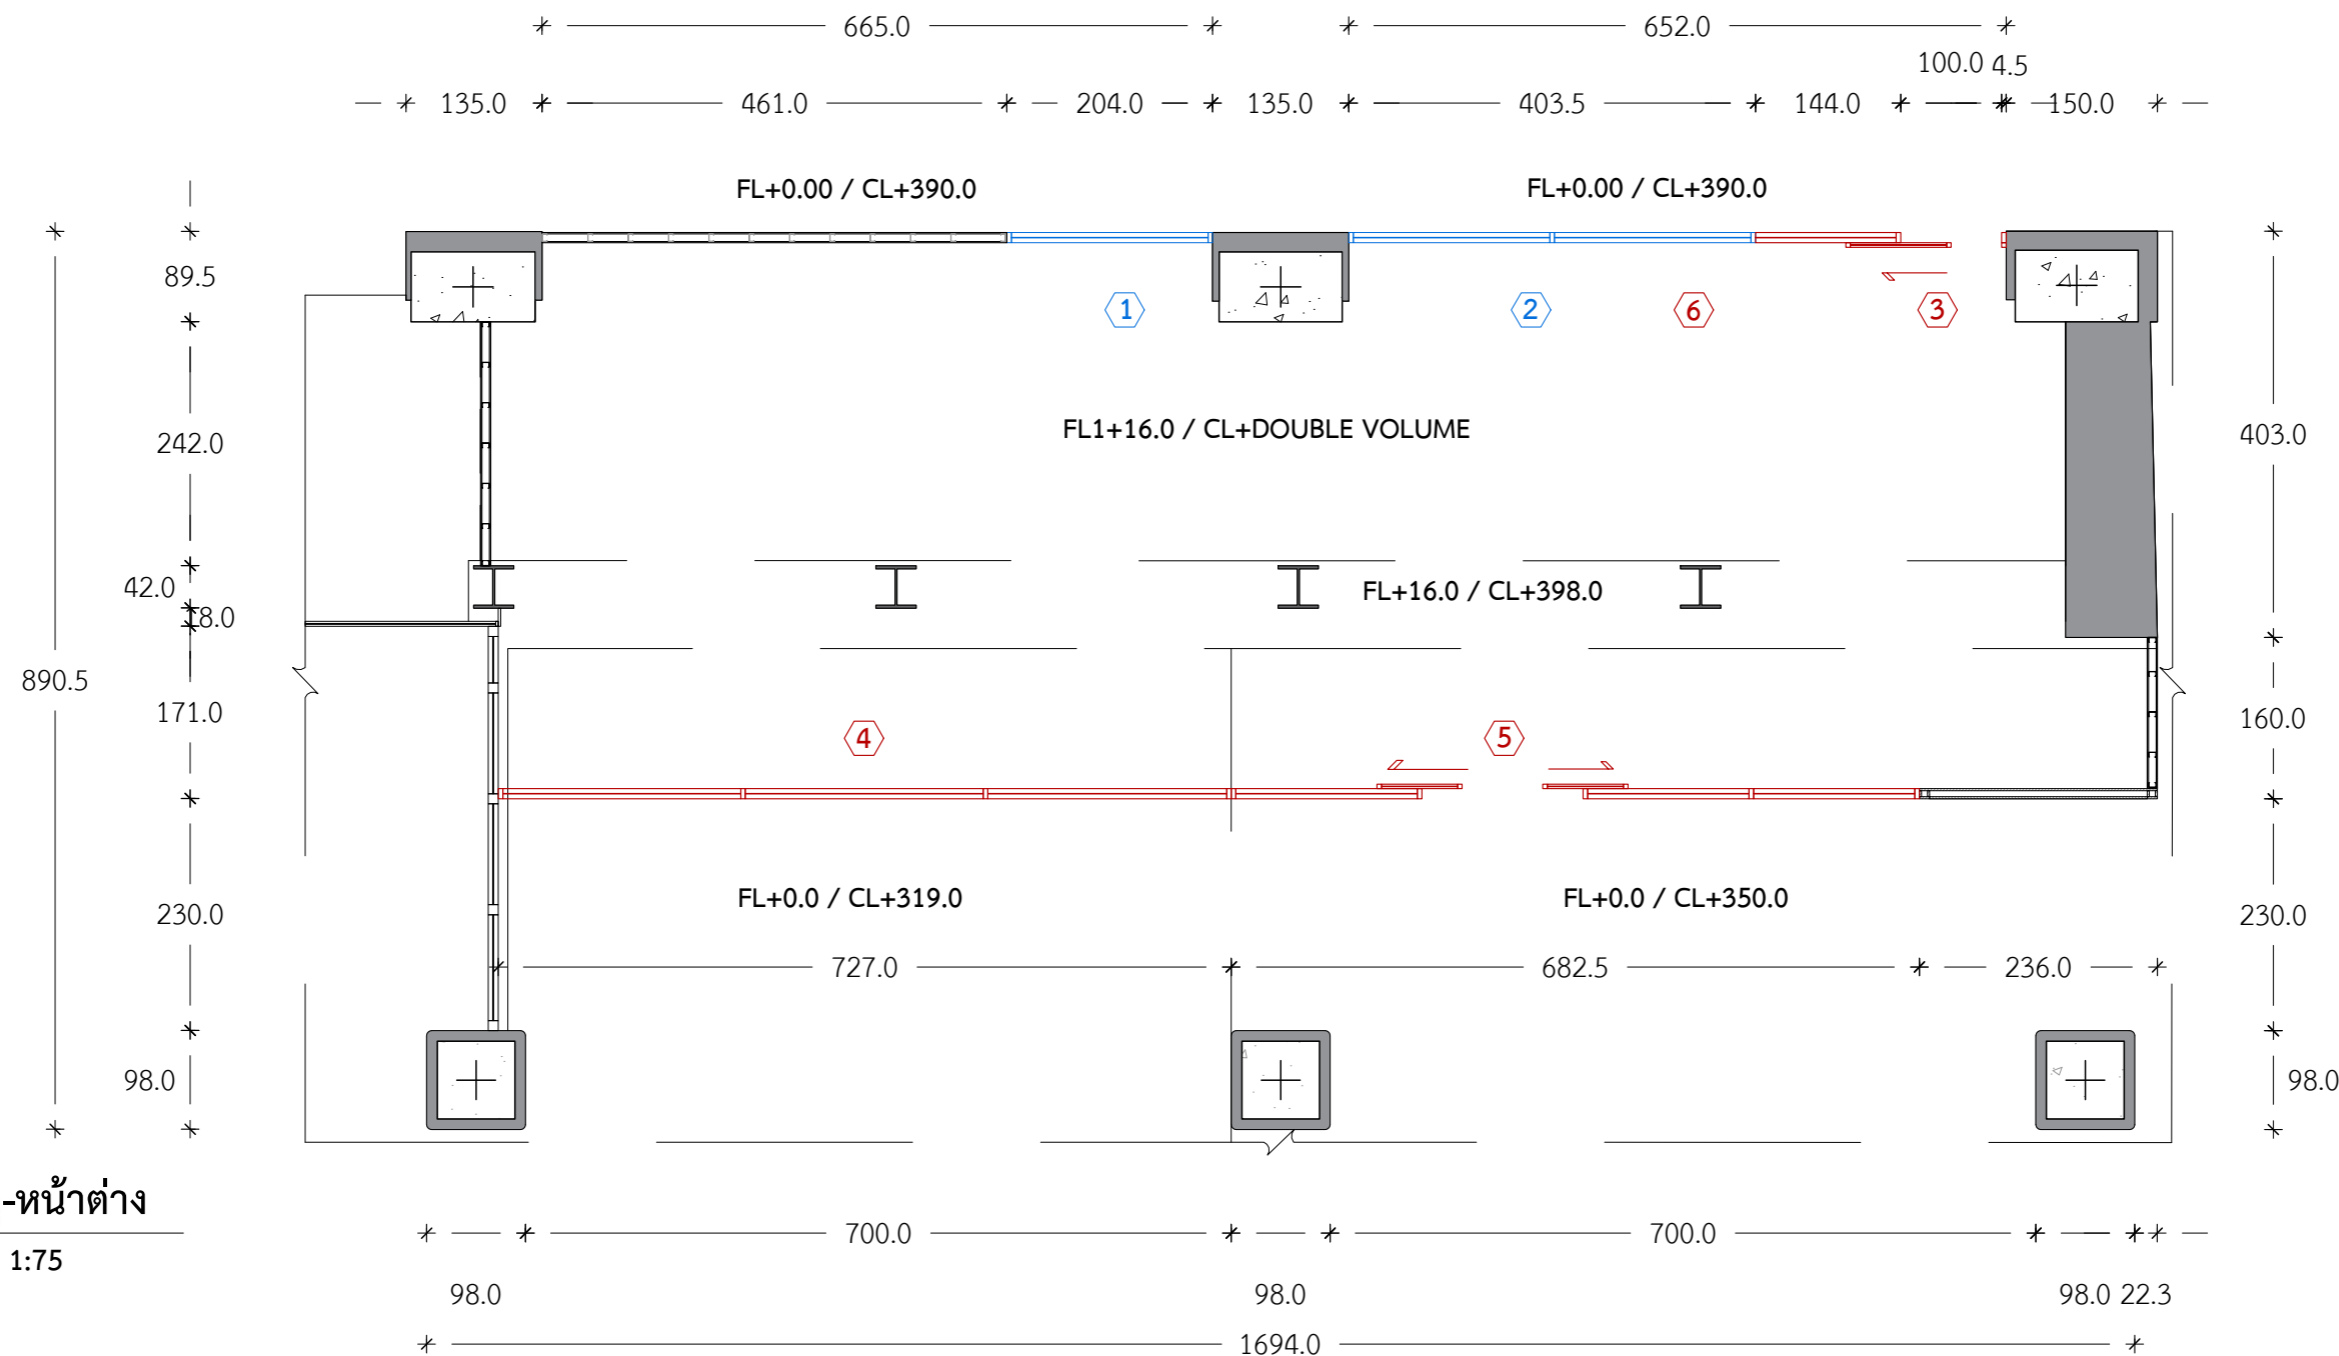 665.0 652.0
100.0 4.5
135.0 461.0 204.0 135.0 403.5 144.0 150.0
FL+0.00 / CL+390.0 FL+0.00 / CL+390.0
89.5
1 2 6 3
242.0 FL1+16.0 / CL+DOUBLE VOLUME 403.0
42.0 FL+16.0 / CL+398.0
18.0
890.5
171.0 160.0
4 5
FL+0.0 / CL+319.0 FL+0.0 / CL+350.0
230.0 230.0
727.0 682.5 236.0
98.0 98.0
-หน้าต่าง
700.0 700.0
1:75
98.0 98.0 98.0 22.3
1694.0